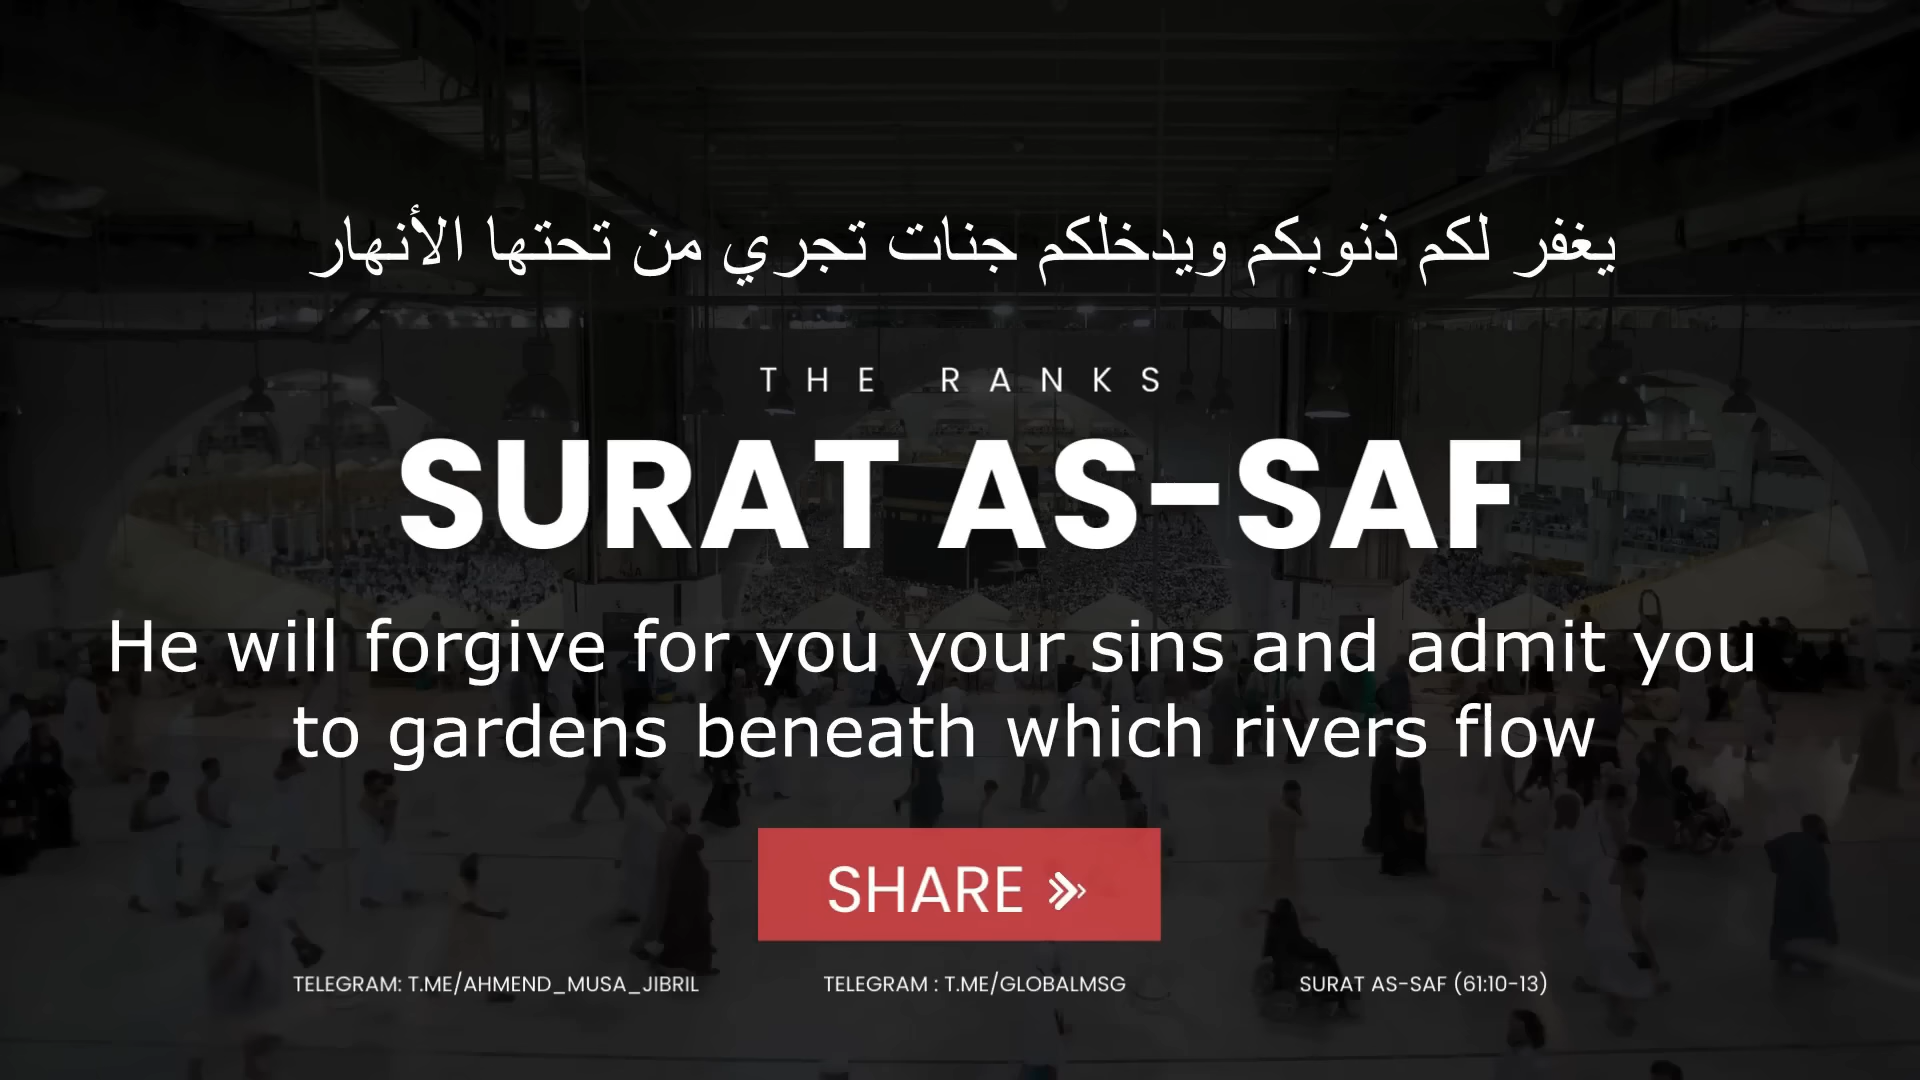 يغفر لكم ذنوبكم ويدخلكم جنات تجري من تحتها الأنهار
THE RANKS
SURAT AS-SAF
He will forgive for you your sins and admit you
to gardens beneath which rivers flow
SHARE
TELEGRAM: T.ME/AHMEND_MUSA_JIBRIL
TELEGRAM : T.ME/GLOBALMSG
SURAT AS-SAF (61:10-13)